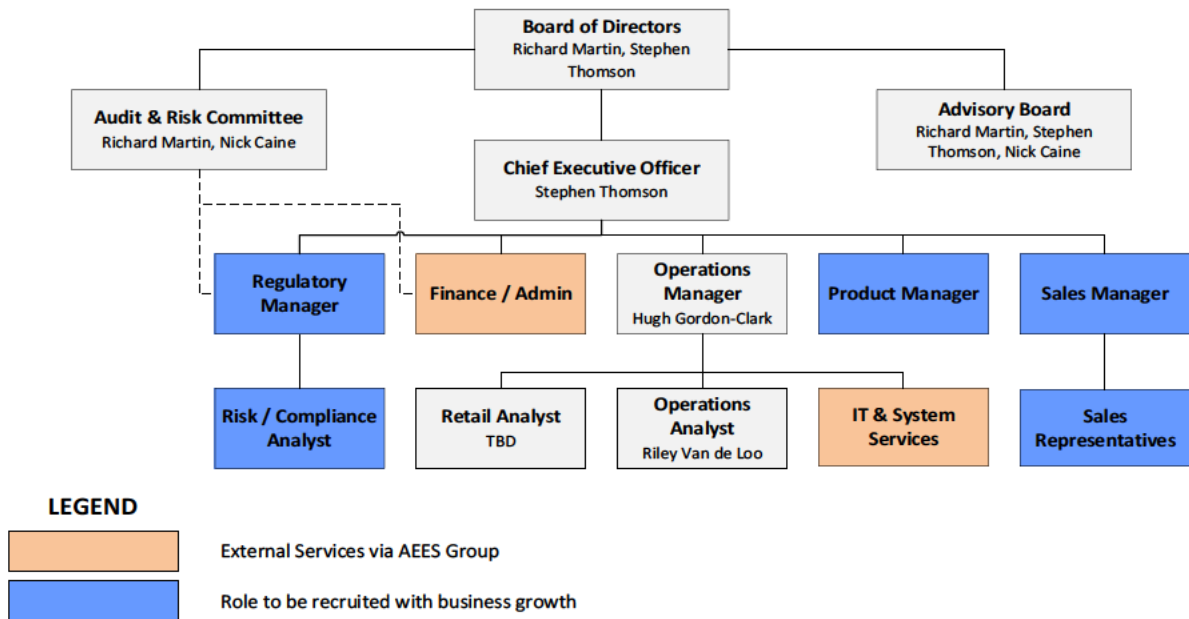 Board of Directors
Richard Martin, Stephen
Thomson
Audit & Risk Committee
Richard Martin, Nick Caine
Advisory Board
Richard Martin, Stephen
Thomson, Nick Caine
Chief Executive Officer
Stephen Thomson
Regulatory
Manager
Finance / Admin
Operations
Manager
Hugh Gordon-Clark
Product Manager
Sales Manager
Risk / Compliance
Analyst
Retail Analyst
TBD
Operations
Analyst
Riley Van de Loo
IT & System
Services
Sales
Representatives
LEGEND
External Services via AEES Group
Role to be recruited with business growth